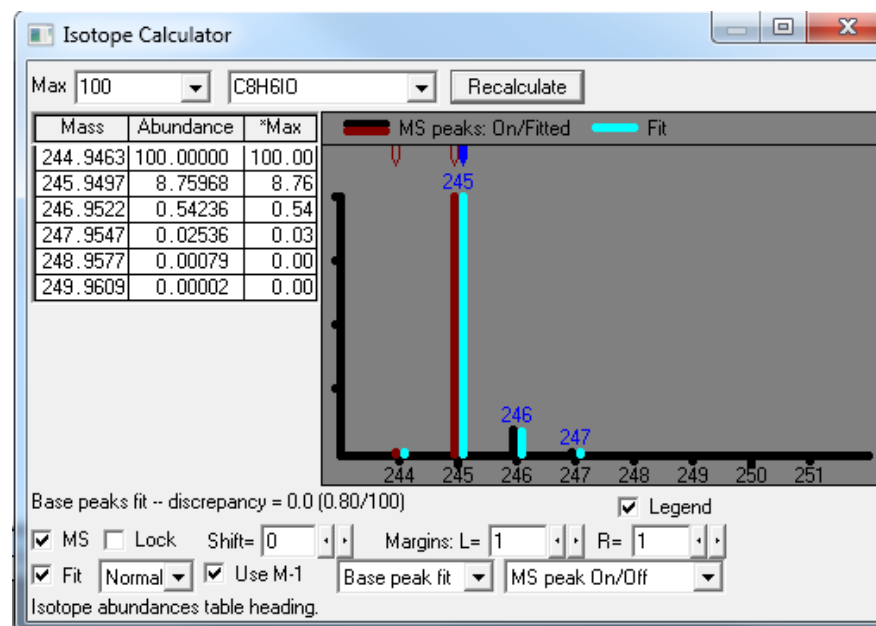 Isotope Calculator
Max 100 C8H6IO Recalculate
Mass Abundance *Max
244.9463 100.00000 100.00
245.9497 8.75968 8.76
246.9522 0.54236 0.54
247.9547 0.02536 0.03
248.9577 0.00079 0.00
249.9609 0.00002 0.00
MS peaks: On/Fitted Fit
245
246
247
244 245 246 247 248 249 250 251
Base peaks fit -- discrepancy = 0.0 (0.80/100) Legend
MS Lock Shift= 0 Margins: L= 1 R= 1
Fit Normal Use M-1 Base peak fit MS peak On/Off
Isotope abundances table heading.